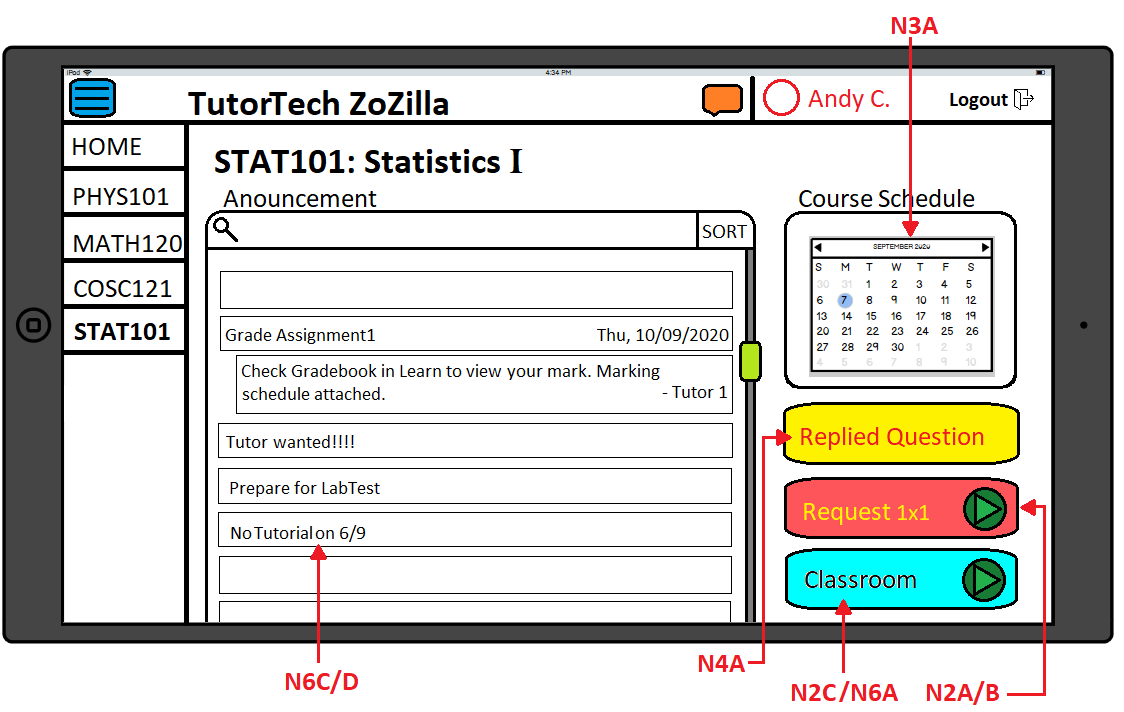 N3A
iPod
4:34 PM
TutorTech ZoZilla
Andy C.
Logout
HOME
PHYS101
MATH120
COSC121
STAT101
STAT101: Statistics I
Anouncement
SORT
Grade Assignment1
Thu, 10/09/2020
Check Gradebook in Learn to view your mark. Marking
schedule attached.
- Tutor 1
Tutor wanted!!!!
Prepare for LabTest
No Tutorial on 6/9
Course Schedule
SEPTEMBER 2020
S M T W T F S
30 31 1 2 3 4 5
6 7 8 9 10 11 12
13 14 15 16 17 18 19
20 21 22 23 24 25 26
27 28 29 30 1 2 3
4 5 6 7 8 9 10
Replied Question
Request 1x1
Classroom
N6C/D
N4A
N2C/N6A
N2A/B